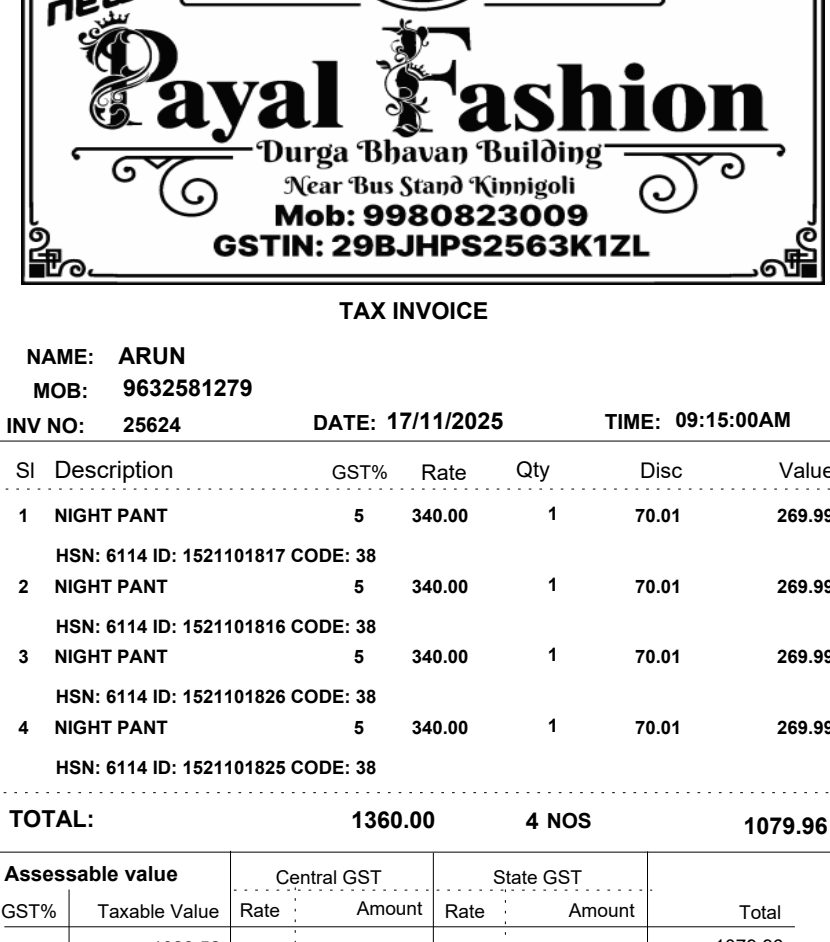 Payal Fashion
Durga Bhavan Building
Near Bus Stand Kinnigoli
Mob: 9980823009
GSTIN: 29BJHPS2563K1ZL
TAX INVOICE
NAME: ARUN
MOB: 9632581279
INV NO: 25624 DATE: 17/11/2025 TIME: 09:15:00AM
Sl Description GST% Rate Qty Disc Value
1 NIGHT PANT 5 340.00 1 70.01 269.99
HSN: 6114 ID: 1521101817 CODE: 38
2 NIGHT PANT 5 340.00 1 70.01 269.99
HSN: 6114 ID: 1521101816 CODE: 38
3 NIGHT PANT 5 340.00 1 70.01 269.99
HSN: 6114 ID: 1521101826 CODE: 38
4 NIGHT PANT 5 340.00 1 70.01 269.99
HSN: 6114 ID: 1521101825 CODE: 38
TOTAL: 1360.00 4 NOS 1079.96
Assessable value Central GST State GST
GST% Taxable Value Rate Amount Rate Amount Total